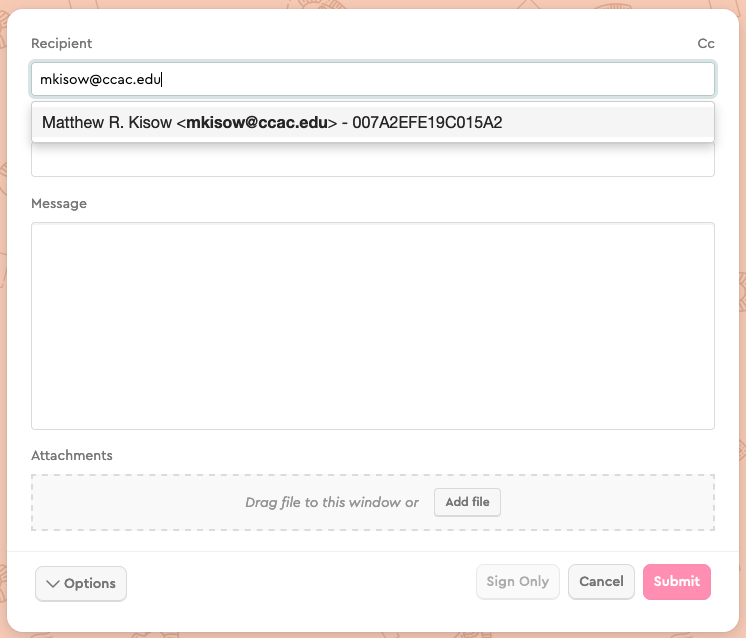 Recipient
Cc
mkisow@ccac.edu
Matthew R. Kisow <mkisow@ccac.edu> - 007A2EFE19C015A2
Message
Attachments
Drag file to this window or
Add file
Options
Sign Only
Cancel
Submit